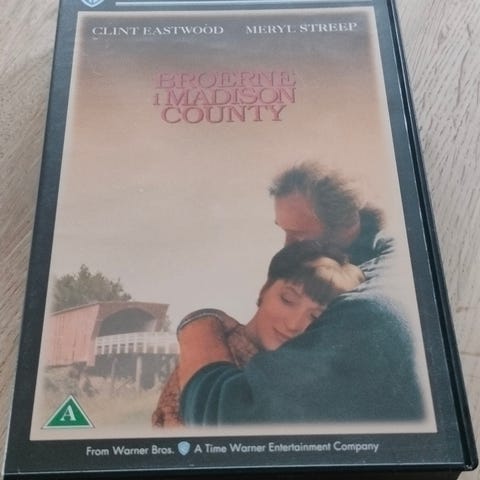 CLINT EASTWOOD MERYL STREEP
BROERNE
i MADISON
COUNTY
A
From Warner Bros. A Time Warner Entertainment Company